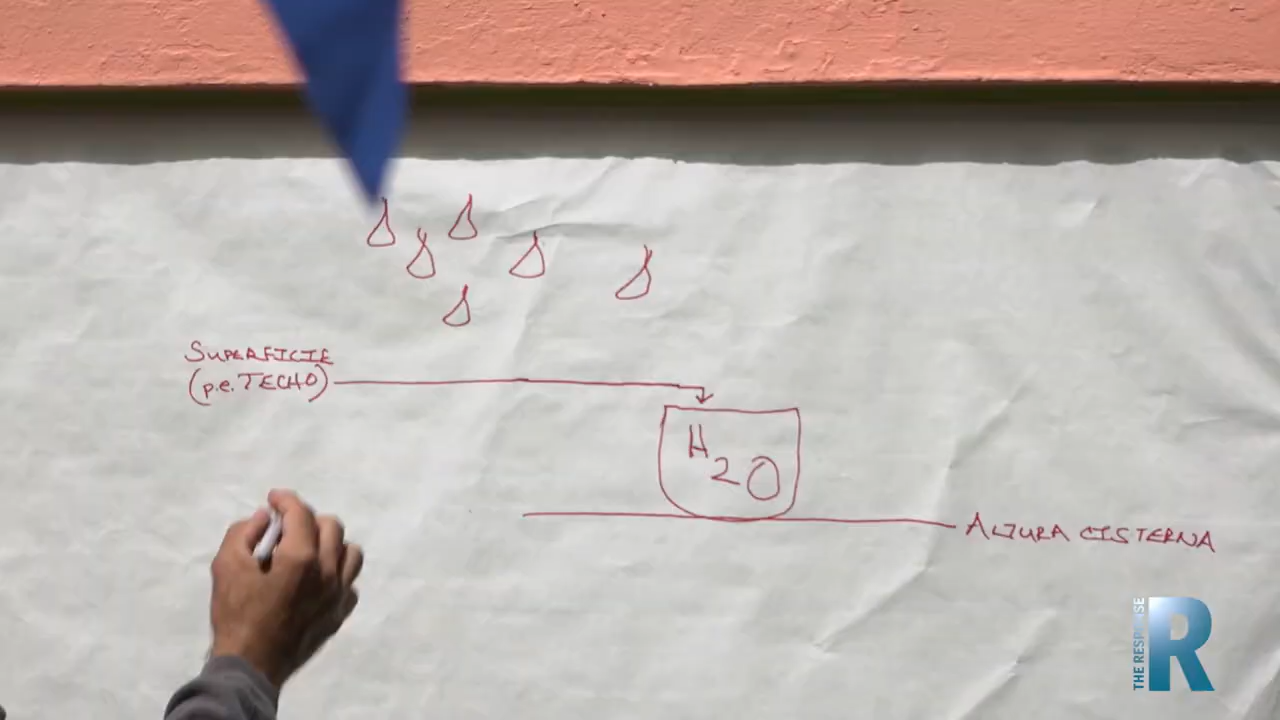 SUPERFICIE
(p.e. TECHO)
H2O
ALTURA CISTERNA
THE RESPONSE
R